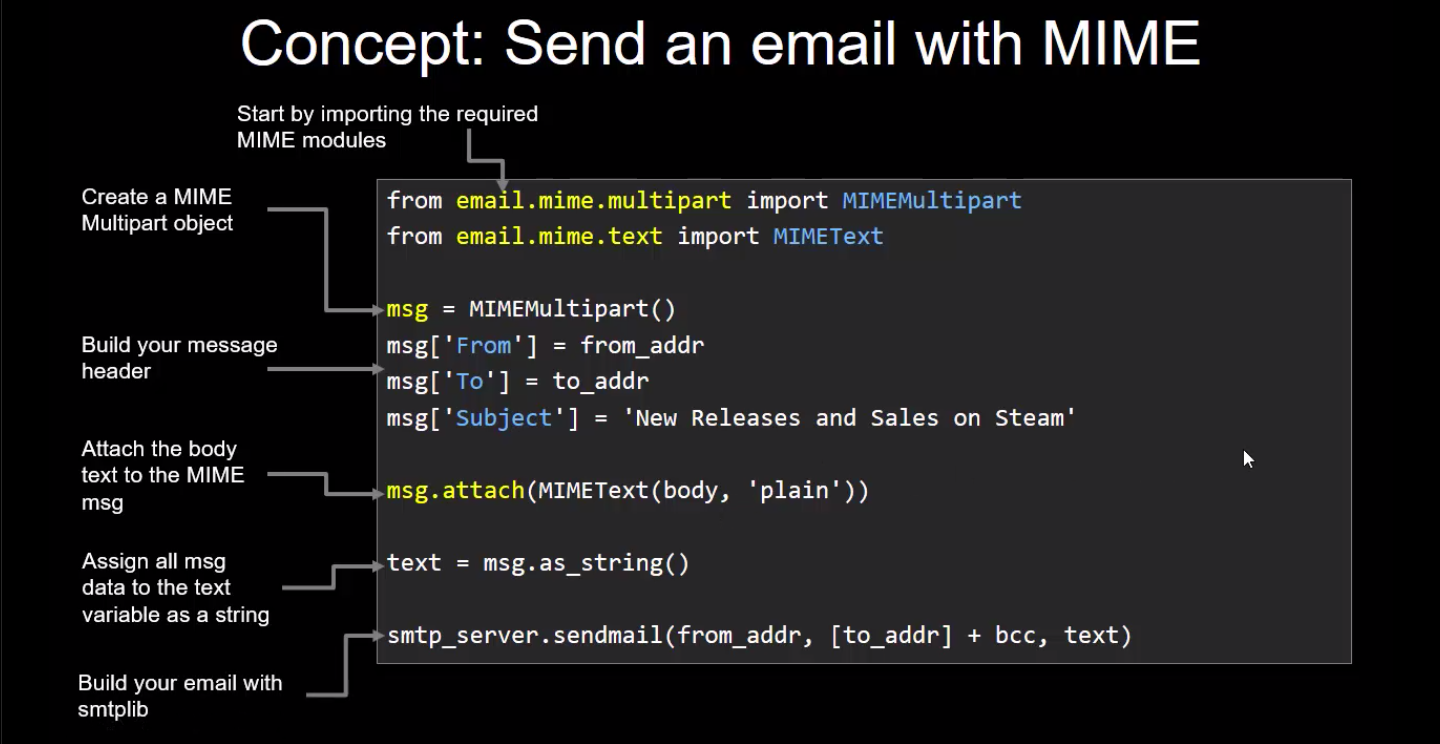 Concept: Send an email with MIME
Start by importing the required
MIME modules
Create a MIME
Multipart object
Build your message
header
Attach the body
text to the MIME
msg
Assign all msg
data to the text
variable as a string
Build your email with
smtplib
from email.mime.multipart import MIMEMultipart
from email.mime.text import MIMEText
msg = MIMEMultipart()
msg['From'] = from_addr
msg['To'] = to_addr
msg['Subject'] = 'New Releases and Sales on Steam'
msg.attach(MIMEText(body, 'plain'))
text = msg.as_string()
smtp_server.sendmail(from_addr, [to_addr] + bcc, text)